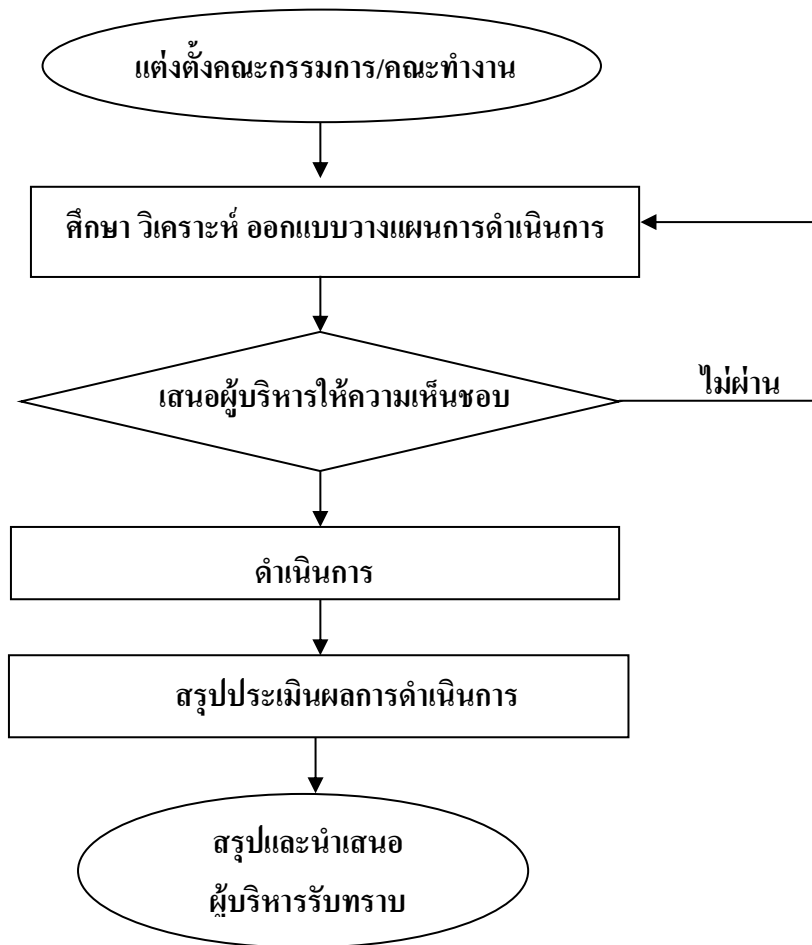 แต่งตั้งคณะกรรมการ/คณะทำงาน
ศึกษา วิเคราะห์ ออกแบบวางแผนการดำเนินการ
เสนอผู้บริหารให้ความเห็นชอบ
ไม่ผ่าน
ดำเนินการ
สรุปประเมินผลการดำเนินการ
สรุปและนำเสนอ
ผู้บริหารรับทราบ